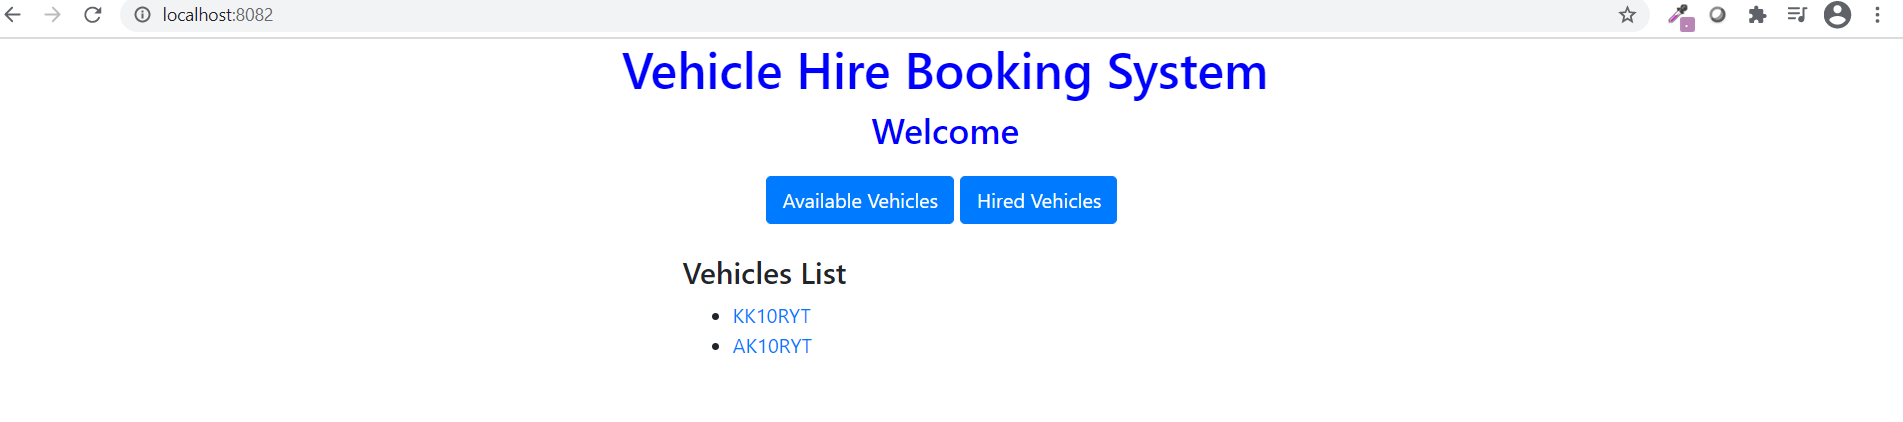 localhost:8082
Vehicle Hire Booking System
Welcome
Available Vehicles Hired Vehicles
Vehicles List
KK10RYT
AK10RYT